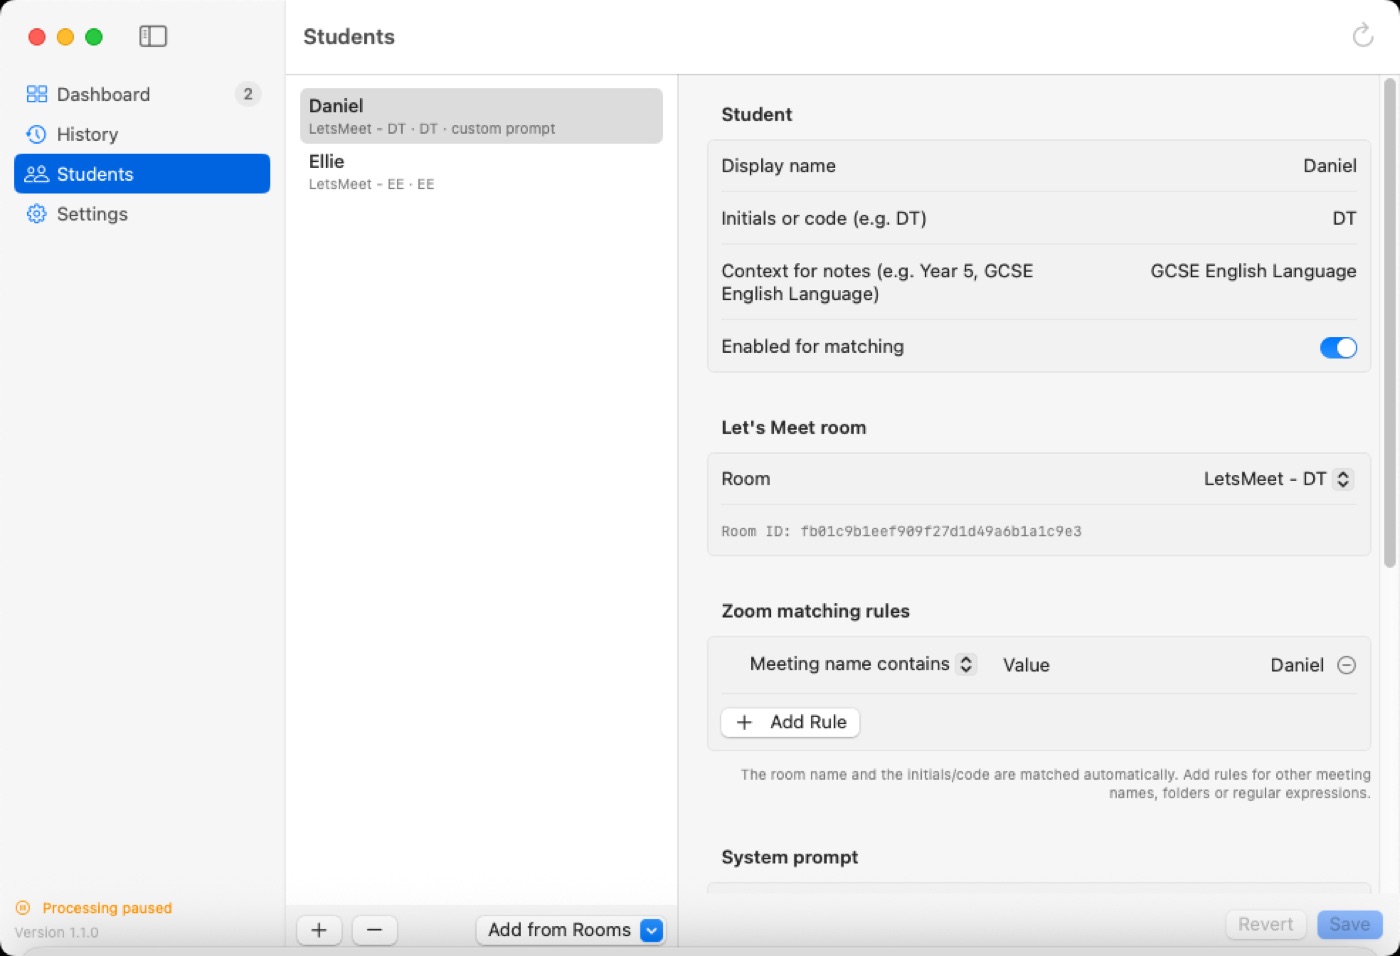 Students
Dashboard 2
History
Students
Settings
Processing paused
Version 1.1.0
Daniel
LetsMeet - DT · DT · custom prompt
Ellie
LetsMeet - EE · EE
Add from Rooms
Student
Display name Daniel
Initials or code (e.g. DT) DT
Context for notes (e.g. Year 5, GCSE GCSE English Language
English Language)
Enabled for matching
Let's Meet room
Room LetsMeet - DT
Room ID: fb01c9b1eef909f27d1d49a6b1a1c9e3
Zoom matching rules
Meeting name contains Value Daniel
+ Add Rule
The room name and the initials/code are matched automatically. Add rules for other meeting
names, folders or regular expressions.
System prompt
Revert Save